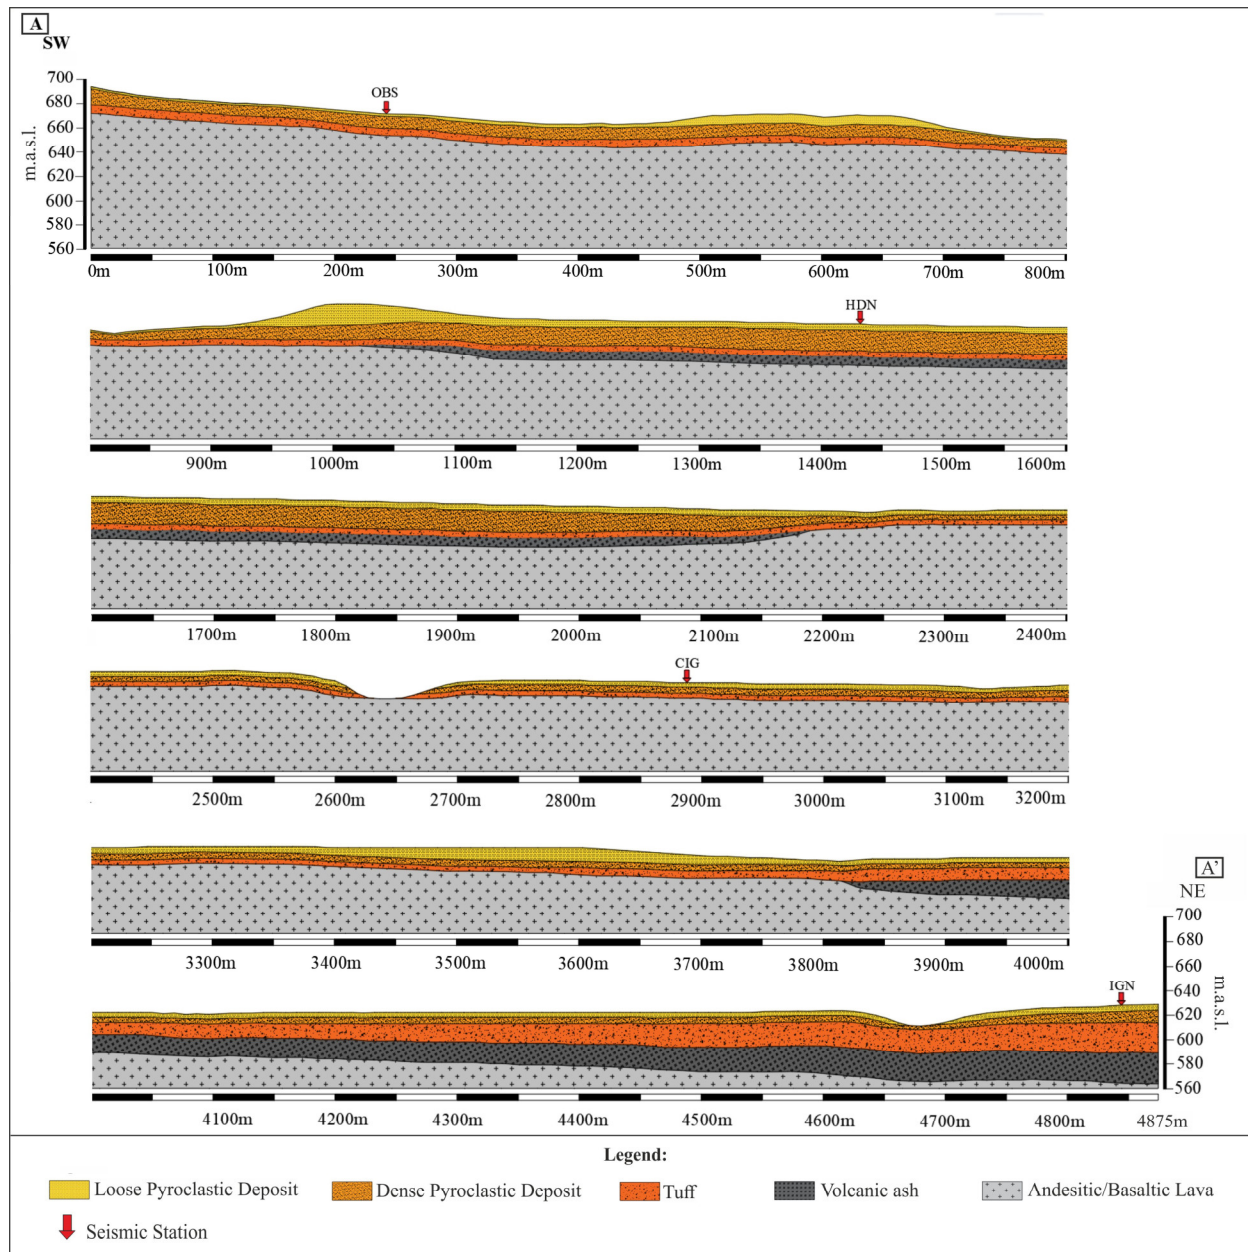 A
SW
700
680
660
640
620
600
580
560
m.a.s.l.
OBS
0m 100m 200m 300m 400m 500m 600m 700m 800m
HDN
900m 1000m 1100m 1200m 1300m 1400m 1500m 1600m
1700m 1800m 1900m 2000m 2100m 2200m 2300m 2400m
CIG
2500m 2600m 2700m 2800m 2900m 3000m 3100m 3200m
3300m 3400m 3500m 3600m 3700m 3800m 3900m 4000m
A'
NE
700
680
660
640
620
600
580
560
m.a.s.l.
IGN
4100m 4200m 4300m 4400m 4500m 4600m 4700m 4800m 4875m
Legend:
Loose Pyroclastic Deposit Dense Pyroclastic Deposit Tuff Volcanic ash Andesitic/Basaltic Lava
Seismic Station